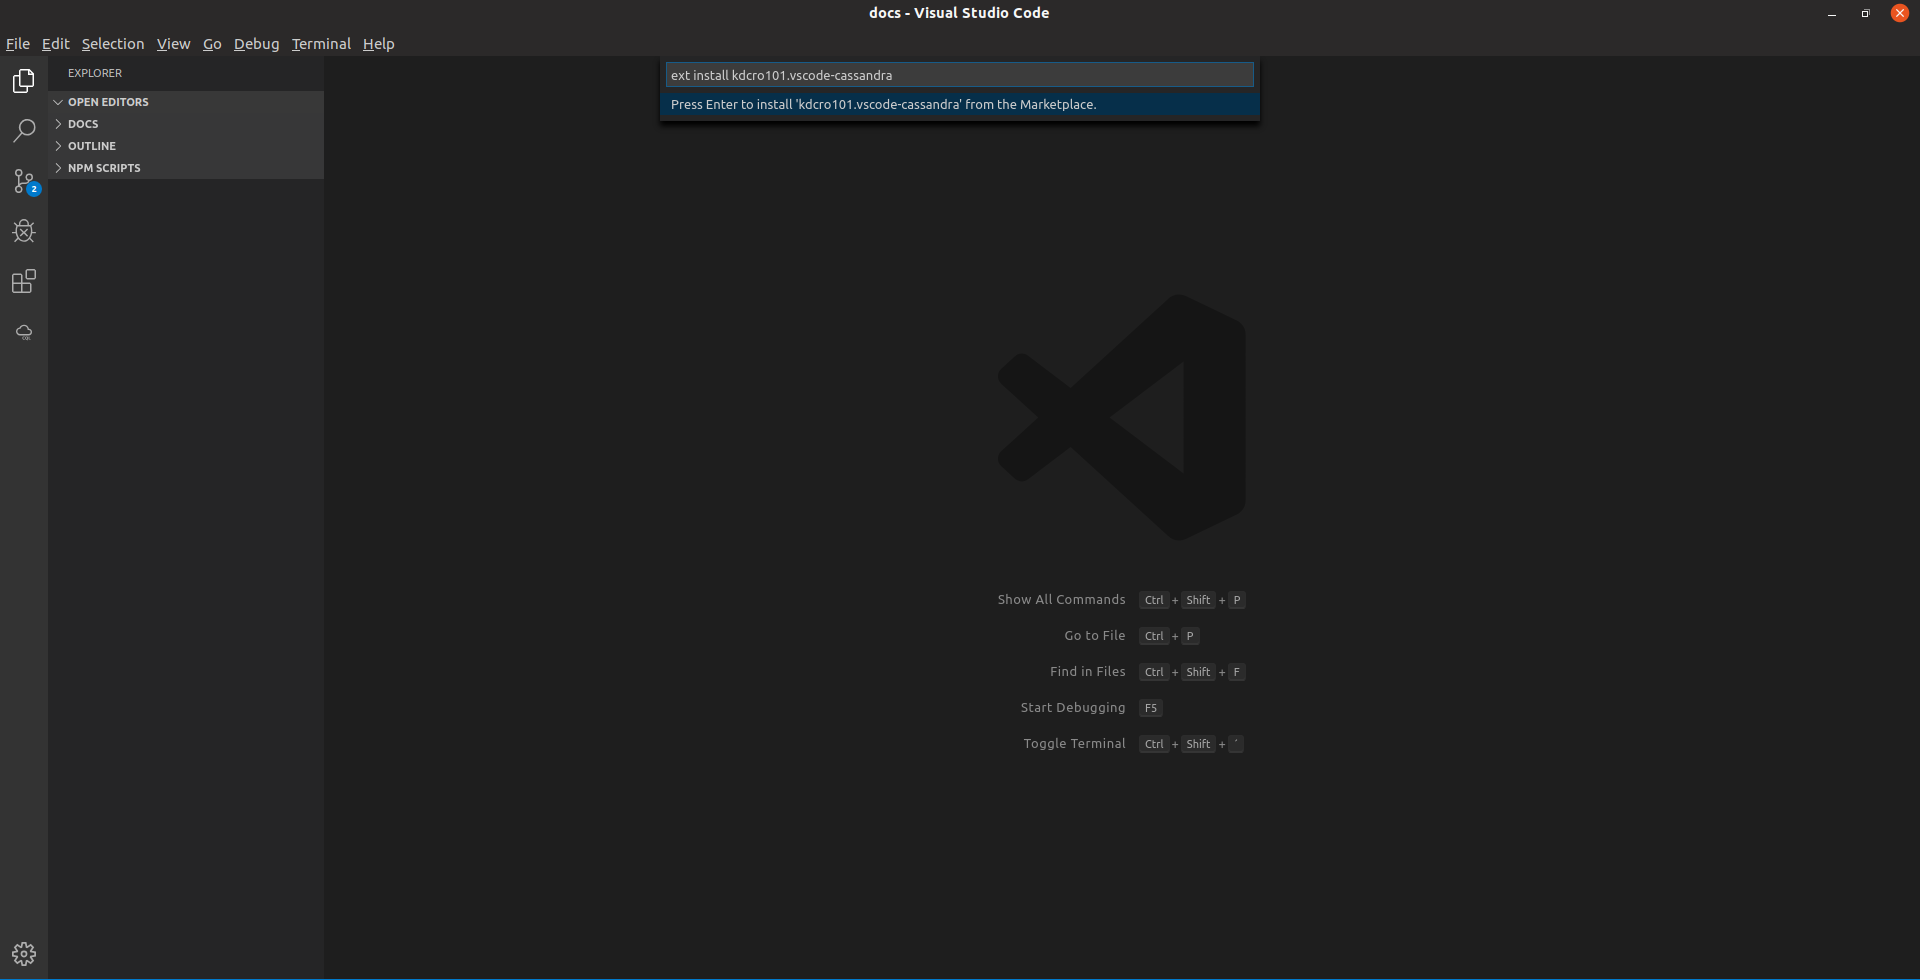 docs - Visual Studio Code
File Edit Selection View Go Debug Terminal Help
EXPLORER
OPEN EDITORS
DOCS
OUTLINE
NPM SCRIPTS
2
CQL
ext install kdcro101.vscode-cassandra
Press Enter to install 'kdcro101.vscode-cassandra' from the Marketplace.
Show All Commands Ctrl + Shift + P
Go to File Ctrl + P
Find in Files Ctrl + Shift + F
Start Debugging F5
Toggle Terminal Ctrl + Shift + `